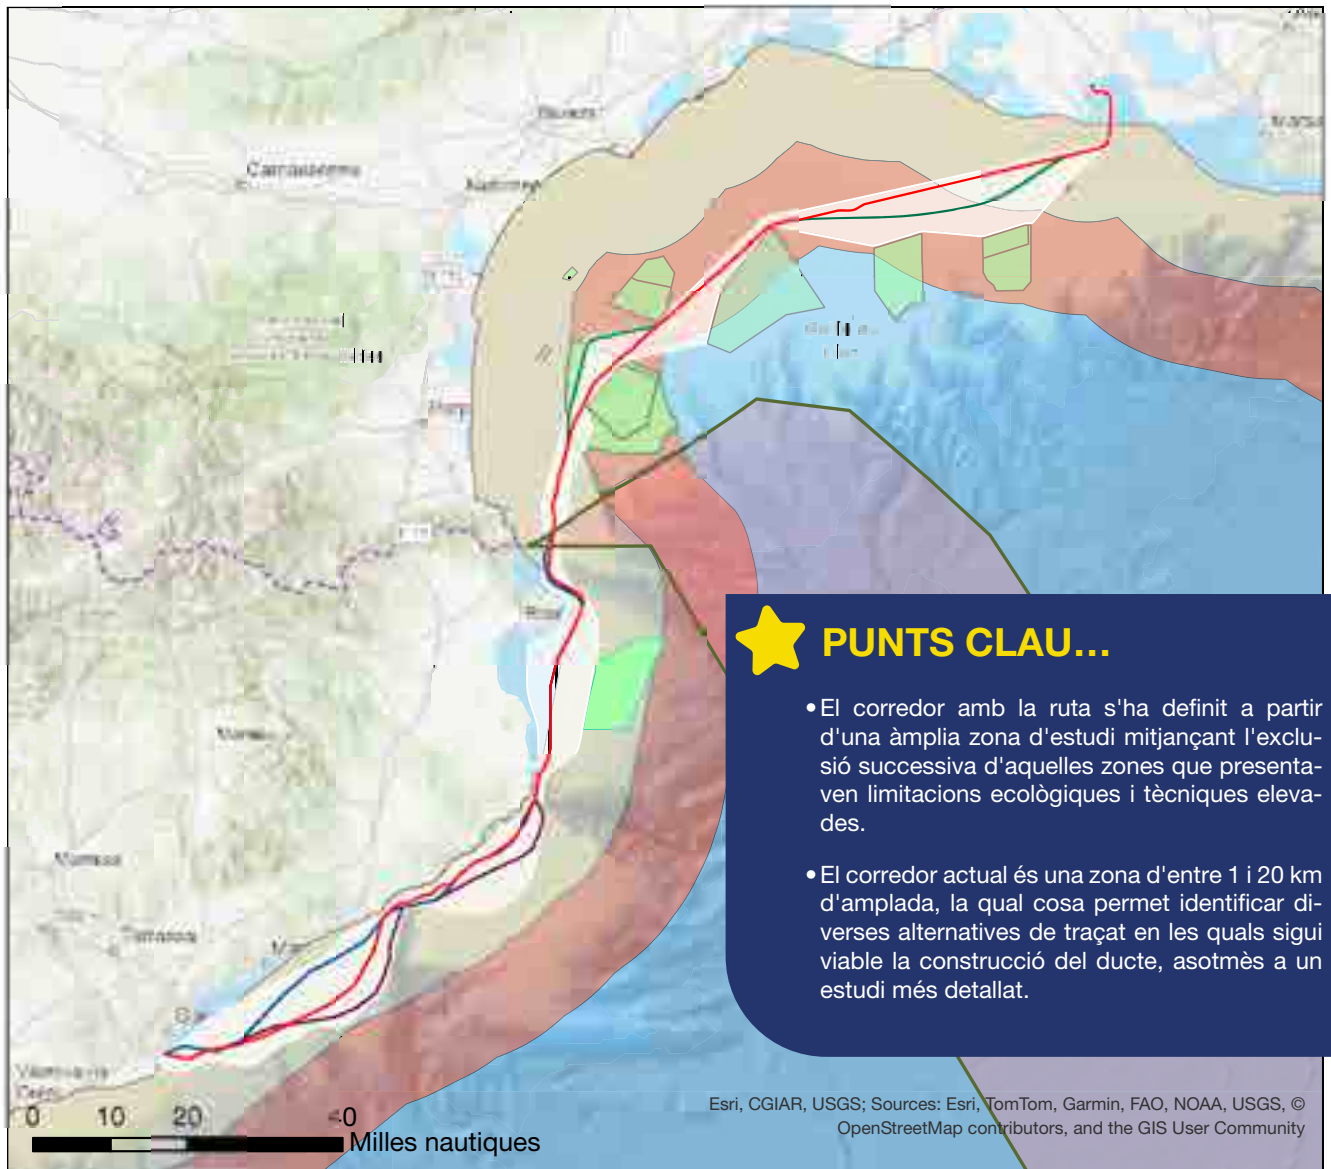 Carcassonne
Narbonne
PUNTS CLAU...
•El corredor amb la ruta s'ha definit a partir
d'una àmplia zona d'estudi mitjançant l'exclu-
sió successiva d'aquelles zones que presenta-
ven limitacions ecològiques i tècniques eleva-
des.
•El corredor actual és una zona d'entre 1 i 20 km
d'amplada, la qual cosa permet identificar di-
verses alternatives de traçat en les quals sigui
viable la construcció del ducte, asotmès a un
estudi més detallat.
Manresa
Terrassa
0 10 20 40
Milles nautiques
Esri, CGIAR, USGS; Sources: Esri, TomTom, Garmin, FAO, NOAA, USGS, ©
OpenStreetMap contributors, and the GIS User Community